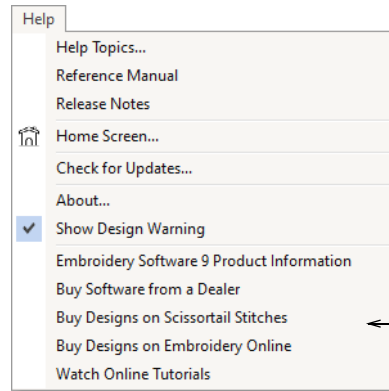 Help
Help Topics...
Reference Manual
Release Notes
Home Screen...
Check for Updates...
About...
Show Design Warning
Embroidery Software 9 Product Information
Buy Software from a Dealer
Buy Designs on Scissortail Stitches
Buy Designs on Embroidery Online
Watch Online Tutorials